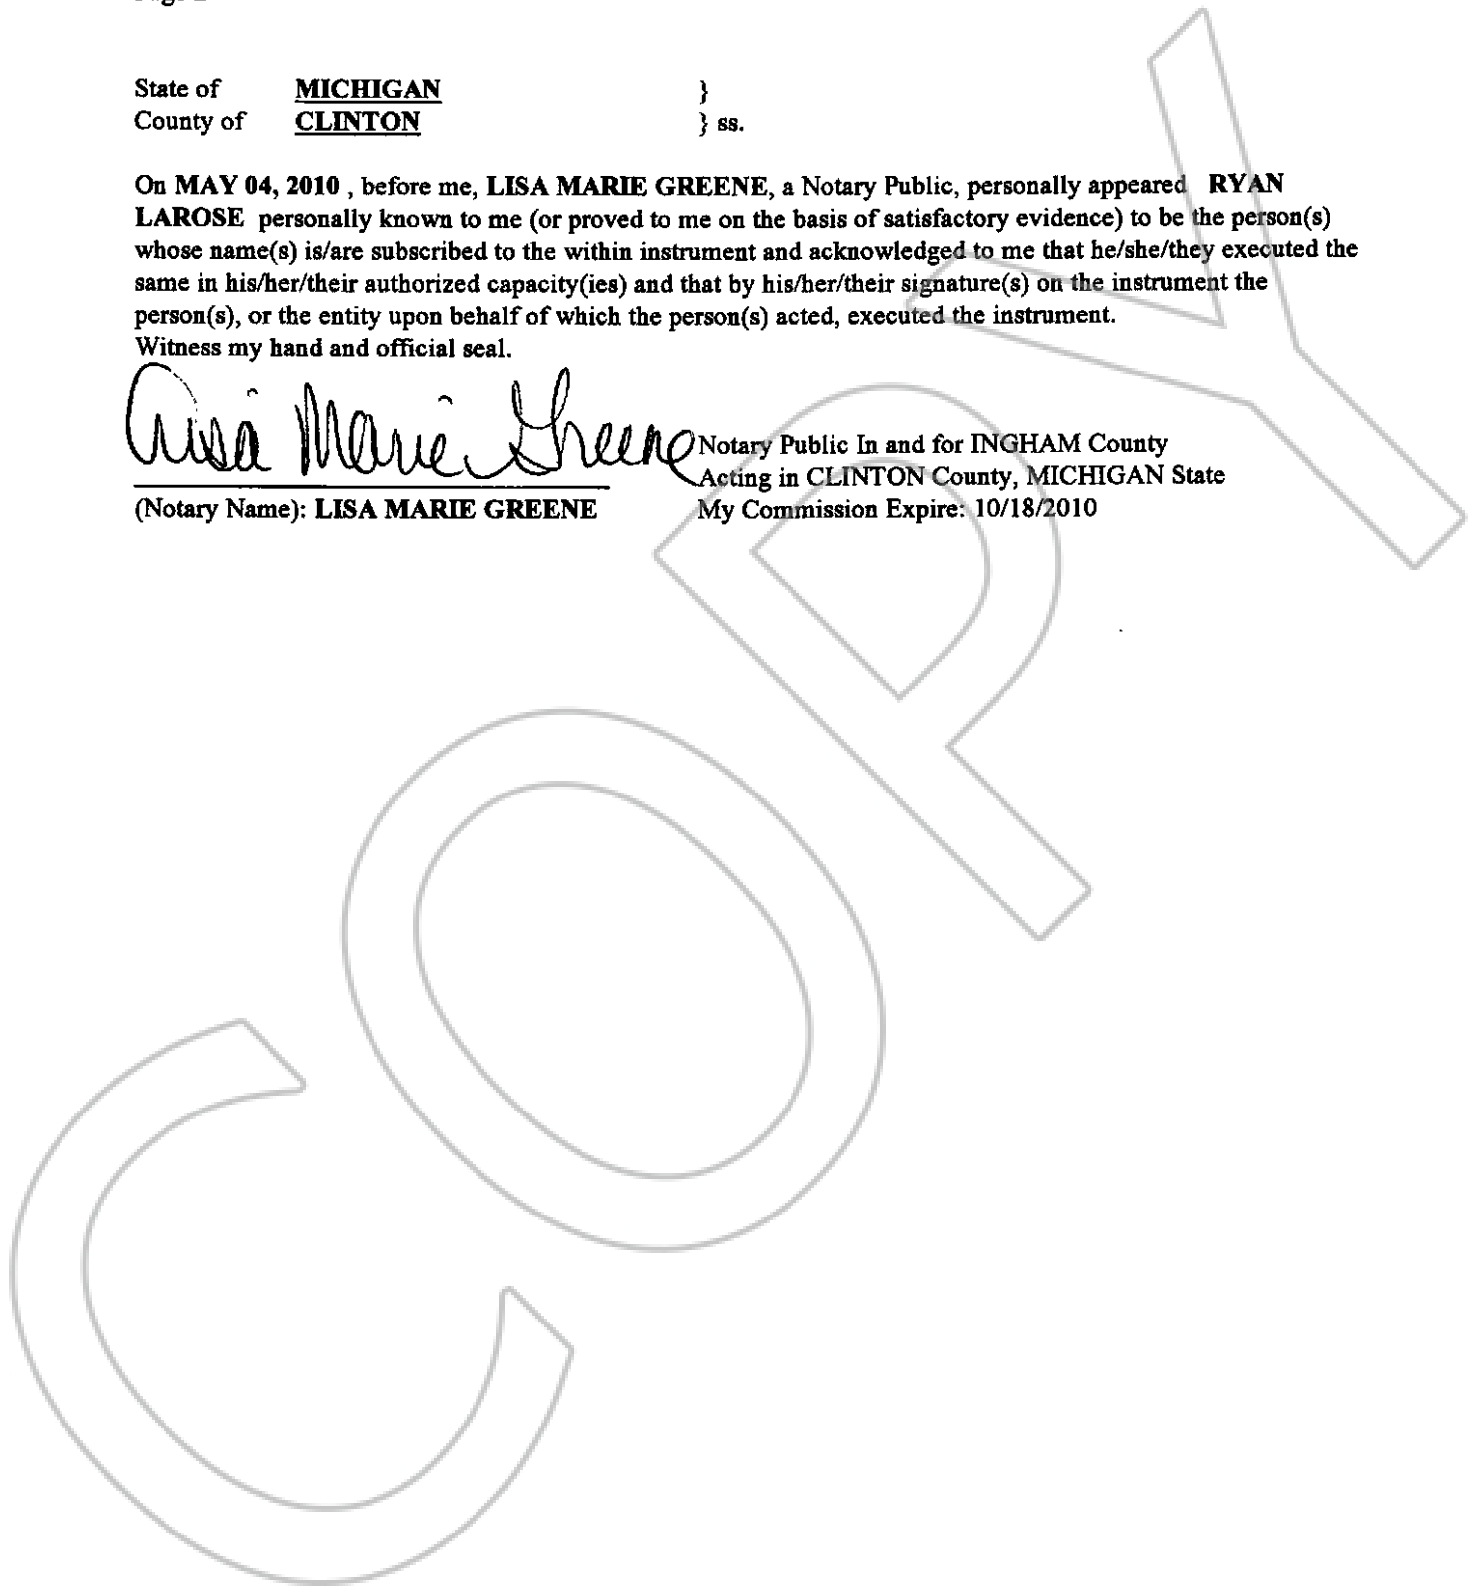 State of MICHIGAN }
County of CLINTON } ss.
On MAY 04, 2010 , before me, LISA MARIE GREENE, a Notary Public, personally appeared RYAN
LAROSE personally known to me (or proved to me on the basis of satisfactory evidence) to be the person(s)
whose name(s) is/are subscribed to the within instrument and acknowledged to me that he/she/they executed the
same in his/her/their authorized capacity(ies) and that by his/her/their signature(s) on the instrument the
person(s), or the entity upon behalf of which the person(s) acted, executed the instrument.
Witness my hand and official seal.
Lisa Marie Greene
Notary Public In and for INGHAM County
Acting in CLINTON County, MICHIGAN State
(Notary Name): LISA MARIE GREENE My Commission Expire: 10/18/2010
COPY